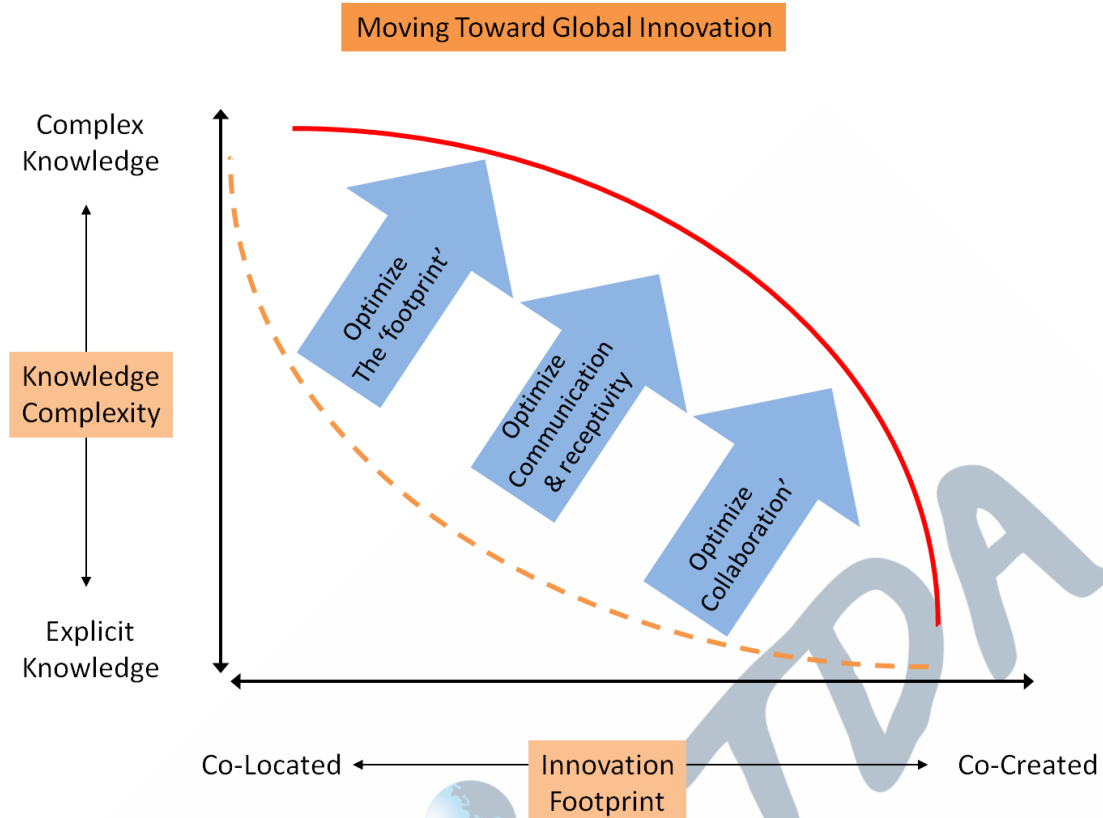 Moving Toward Global Innovation
Complex
Knowledge
Optimize
The 'footprint'
Knowledge
Complexity
Optimize
Communication
& receptivity
Optimize
Collaboration'
Explicit
Knowledge
Co-Located
Innovation
Footprint
Co-Created
TDA